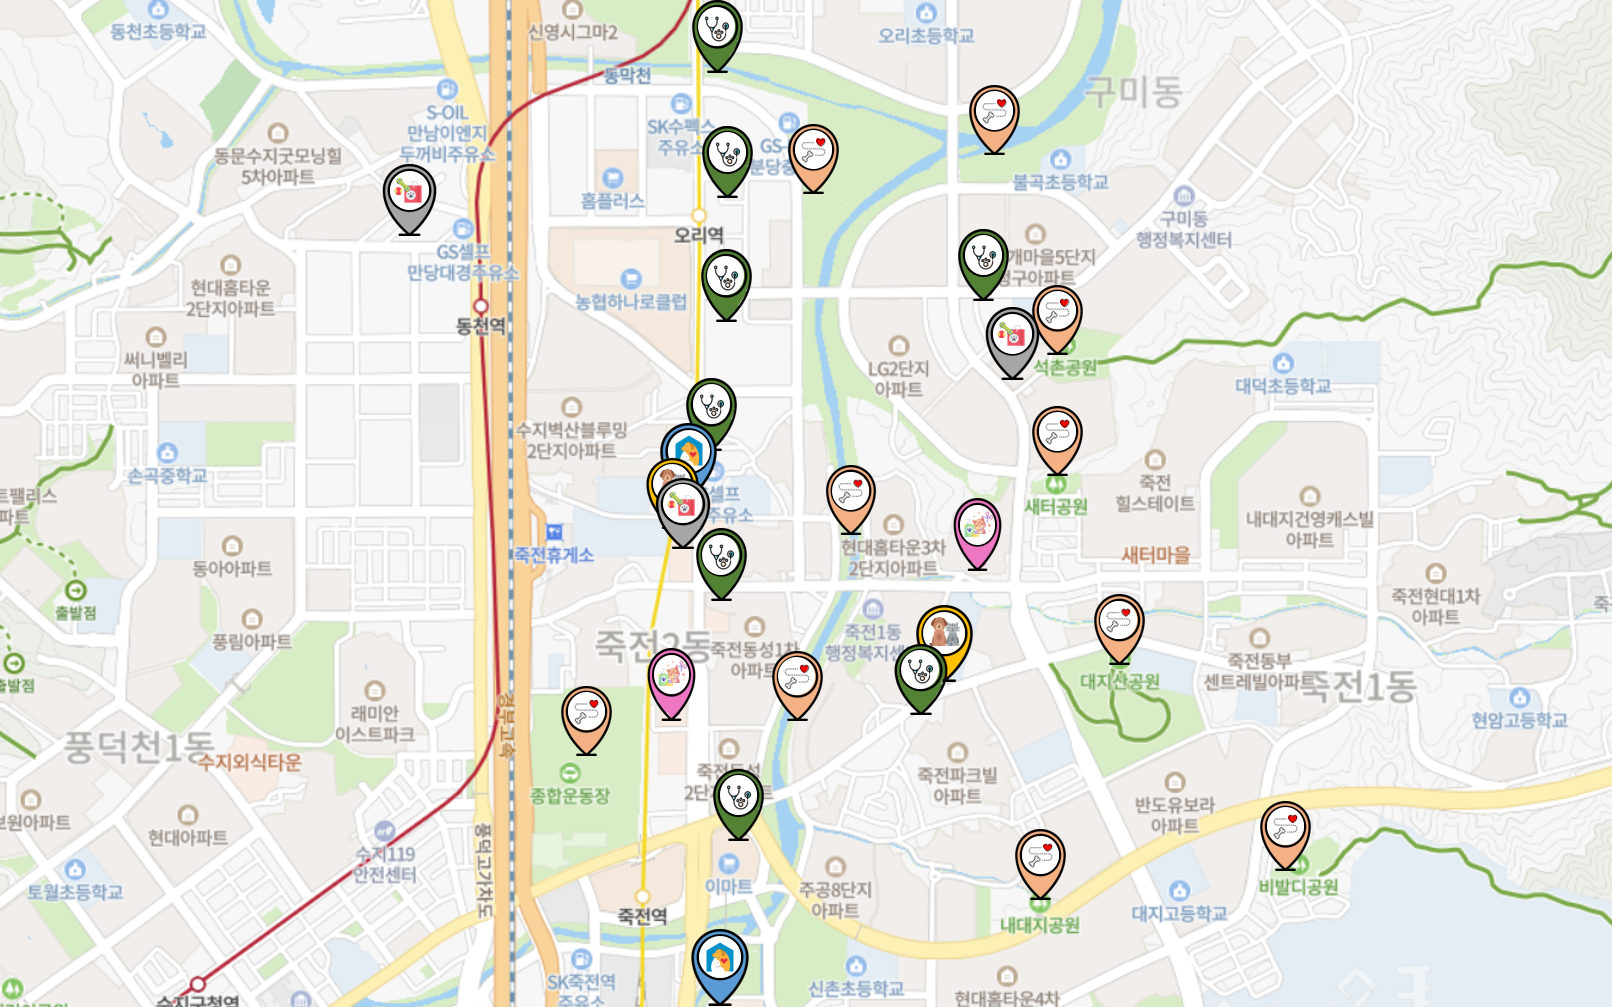 동천초등학교
신영시그마2
오리초등학교
동막천
구미동
S-OIL
만남이엔지
두꺼비주유소
SK수펙스
주유소
GS-
분당중
동문수지굿모닝힐
5차아파트
홈플러스
불곡초등학교
구미동
행정복지센터
오리역
GS셀프
만당대경주유소
개마을5단지
현대홈타운
2단지아파트
농협하나로클럽
동천역
써니밸리
아파트
LG2단지
아파트
석촌공원
대덕초등학교
수지벽산블루밍
2단지아파트
손곡중학교
트팰리스
파트
셀프
주유소
새터공원
죽전
힐스테이트
내대지건영캐스빌
아파트
죽전휴게소
현대홈타운3차
2단지아파트
새터마을
동아아파트
출발점
죽전현대1차
아파트
풍림아파트
죽전2동
죽전동성1차
아파트
죽전1동
행정복지센
출발점
대지산공원
죽전동부
센트레빌아파트
죽전1동
래미안
이스트파크
경부고속
현암고등학교
풍덕천1동
수지외식타운
2단
죽전파크빌
아파트
종합운동장
반도유보라
아파트
보원아파트
현대아파트
수지119
안전센터
풍덕고가차도
토월초등학교
이마트
주공8단지
아파트
비발디공원
내대지공원
대지고등학교
죽전역
SK죽전역
주유소
신촌초등학교
현대홈타운4차
수지구청역